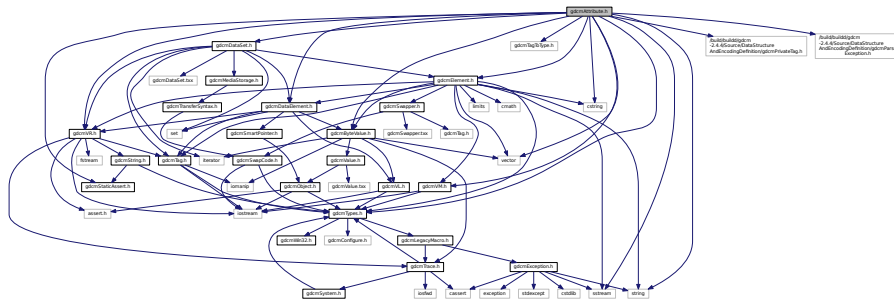 gdcmAttribute.h
gdcmDataSet.h
gdcmTagToType.h
/build/buildd/gdcm
-2.4.4/Source/DataStructure
AndEncodingDefinition/gdcmPrivateTag.h
/build/buildd/gdcm
-2.4.4/Source/DataStructure
AndEncodingDefinition/gdcmParse
Exception.h
gdcmDataSet.txx
gdcmMediaStorage.h
gdcmElement.h
gdcmTransferSyntax.h
gdcmDataElement.h
gdcmSwapper.h
limits
cmath
cstring
gdcmVR.h
set
gdcmSmartPointer.h
gdcmByteValue.h
gdcmSwapper.txx
gdcmTag.h
fstream
gdcmString.h
gdcmTag.h
iterator
gdcmSwapCode.h
gdcmValue.h
vector
gdcmStaticAssert.h
iomanip
gdcmObject.h
gdcmValue.txx
gdcmVL.h
gdcmVM.h
assert.h
iostream
gdcmTypes.h
gdcmWin32.h
gdcmConfigure.h
gdcmLegacyMacro.h
gdcmTrace.h
gdcmException.h
gdcmSystem.h
iosfwd
cassert
exception
stdexcept
cstdlib
sstream
string